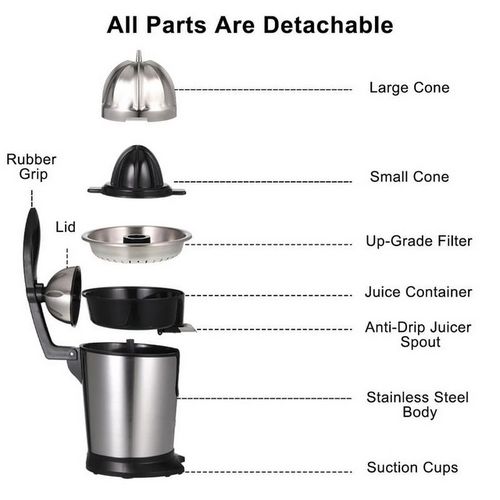 All Parts Are Detachable
Large Cone
Rubber
Grip
Small Cone
Lid
Up-Grade Filter
Juice Container
Anti-Drip Juicer
Spout
Stainless Steel
Body
Suction Cups